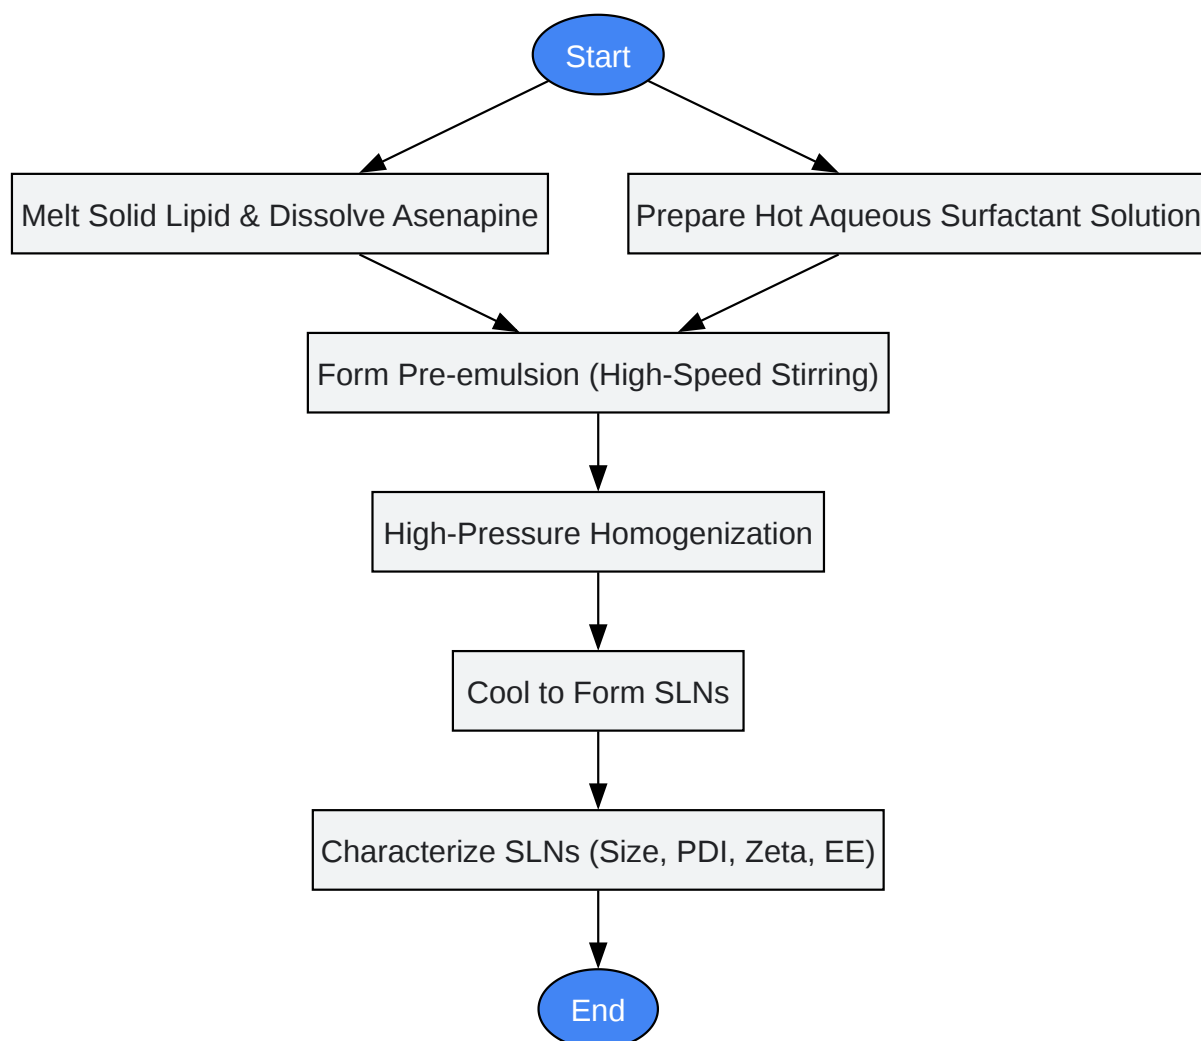 Start
Melt Solid Lipid & Dissolve Asenapine
Prepare Hot Aqueous Surfactant Solution
Form Pre-emulsion (High-Speed Stirring)
High-Pressure Homogenization
Cool to Form SLNs
Characterize SLNs (Size, PDI, Zeta, EE)
End